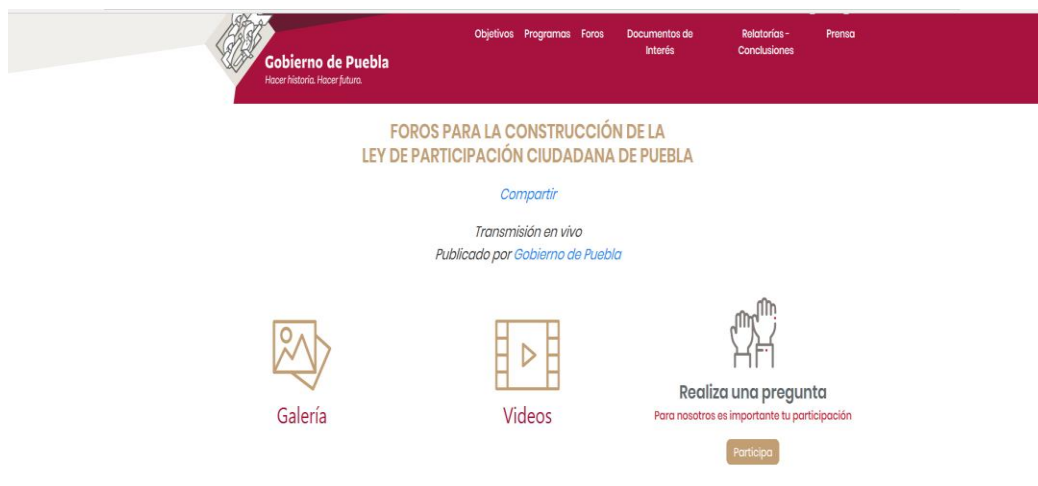 Objetivos Programas Foros Documentos de Interés Relatorías - Conclusiones Prensa
Gobierno de Puebla
Hacer historia. Hacer futuro.
FOROS PARA LA CONSTRUCCIÓN DE LA
LEY DE PARTICIPACIÓN CIUDADANA DE PUEBLA
Compartir
Transmisión en vivo
Publicado por Gobierno de Puebla
Galería
Videos
Realiza una pregunta
Para nosotros es importante tu participación
Participa